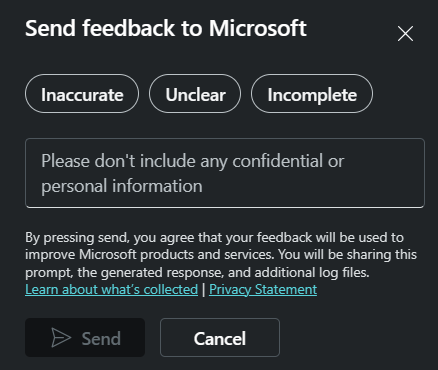 Send feedback to Microsoft
Inaccurate Unclear Incomplete
Please don't include any confidential or
personal information
By pressing send, you agree that your feedback will be used to
improve Microsoft products and services. You will be sharing this
prompt, the generated response, and additional log files.
Learn about what's collected | Privacy Statement
Send Cancel